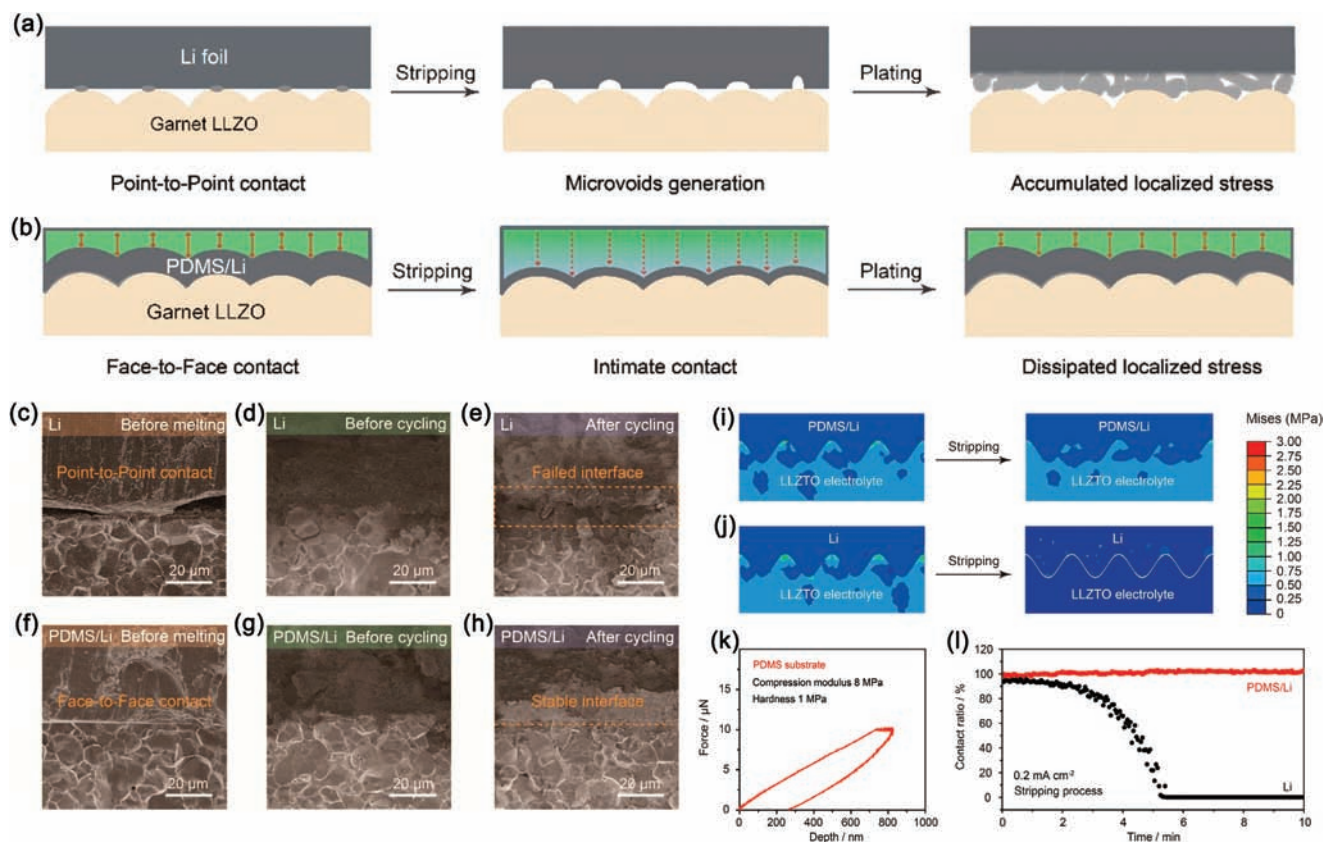 (a)
Li foil
Garnet LLZO
Stripping
Plating
Point-to-Point contact
Microvoids generation
Accumulated localized stress
(b)
PDMS/Li
Garnet LLZO
Stripping
Plating
Face-to-Face contact
Intimate contact
Dissipated localized stress
(c)
Li Before melting
Point-to-Point contact
20 μm
(d)
Li Before cycling
20 μm
(e)
Li After cycling
Failed interface
20 μm
(f)
PDMS/Li Before melting
Face-to-Face contact
20 μm
(g)
PDMS/Li Before cycling
20 μm
(h)
PDMS/Li After cycling
Stable interface
20 μm
(i)
PDMS/Li
LLZTO electrolyte
Stripping
PDMS/Li
LLZTO electrolyte
(j)
Li
LLZTO electrolyte
Stripping
Li
LLZTO electrolyte
Mises (MPa)
3.00
2.75
2.50
2.25
2.00
1.75
1.50
1.25
1.00
0.75
0.50
0.25
0
(k)
PDMS substrate
Compression modulus 8 MPa
Hardness 1 MPa
Force / μN
15
10
5
0
0 200 400 600 800 1000
Depth / nm
(l)
Contact ratio / %
120
100
80
60
40
20
0
PDMS/Li
0.2 mA cm-2
Stripping process
Li
0 2 4 6 8 10
Time / min